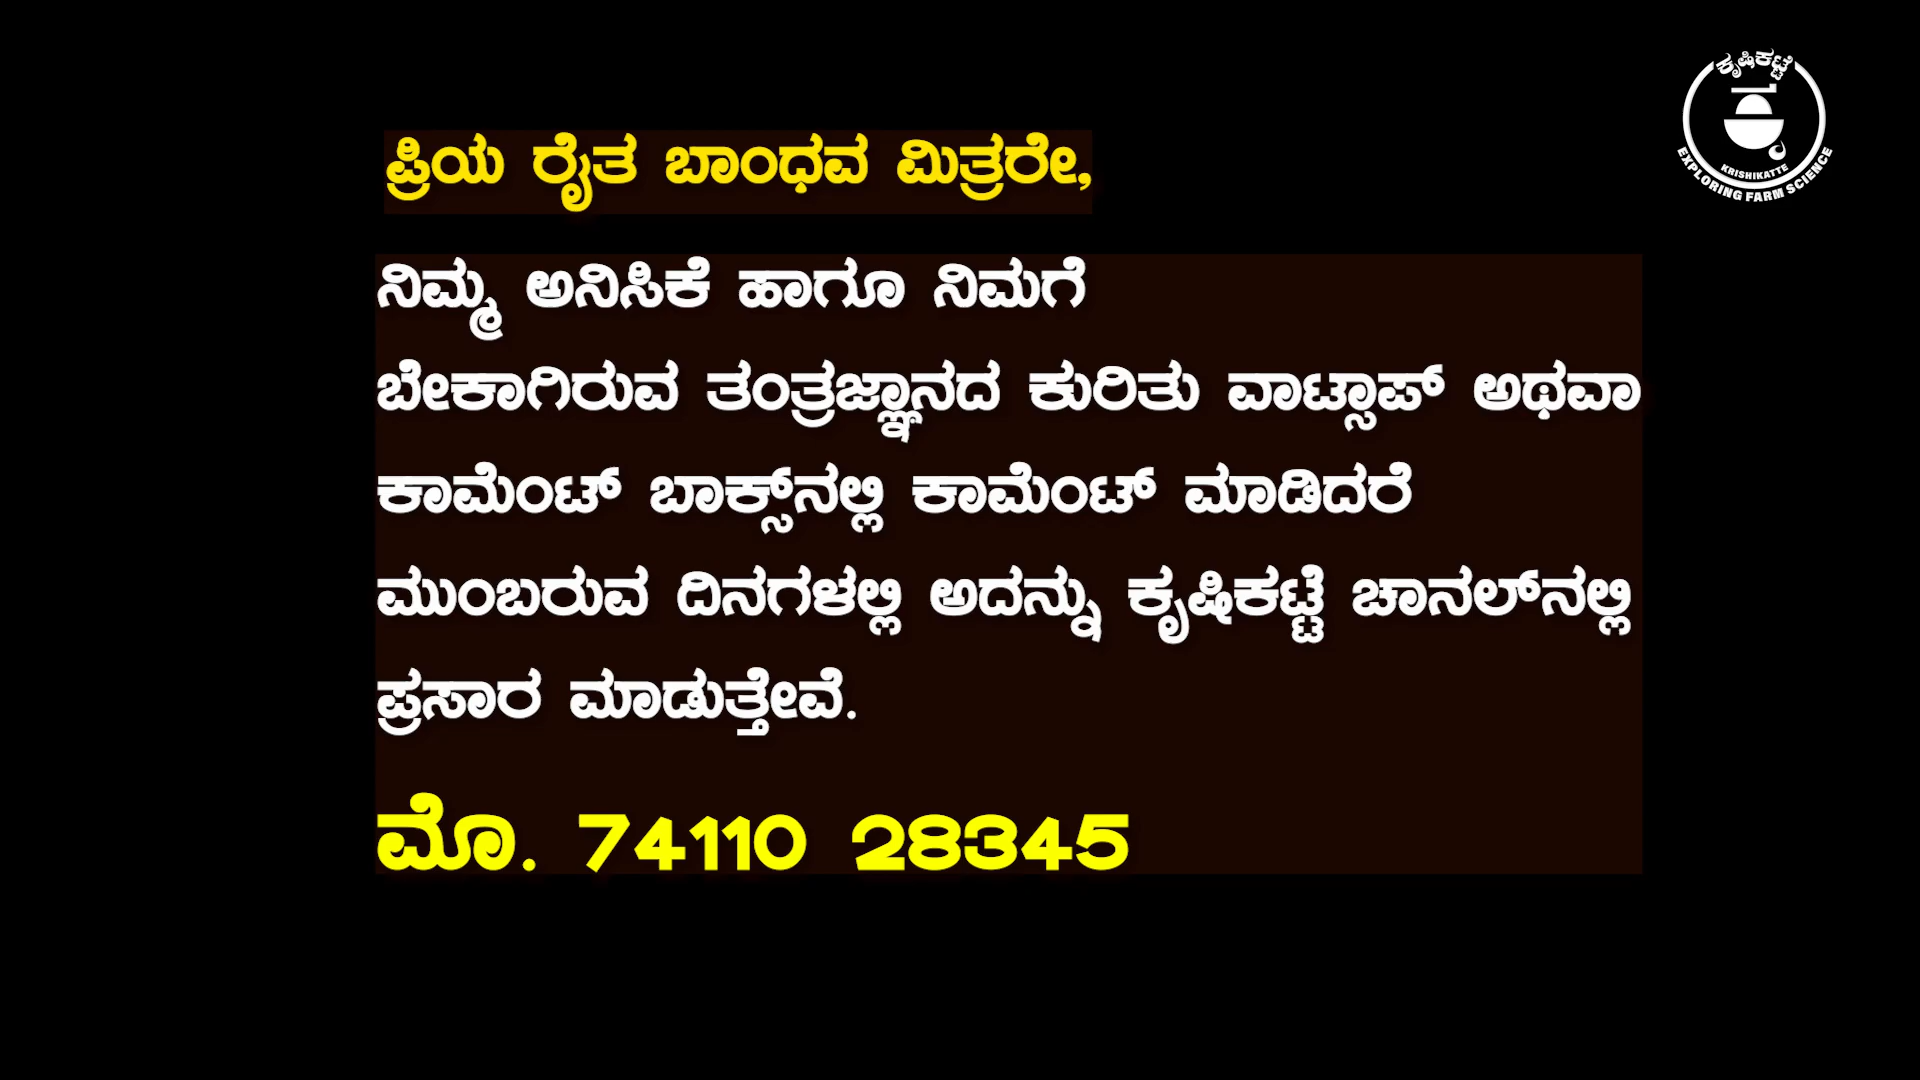 ಕೃಷಿಕಟ್ಟೆ
KRISHIKATTE
EXPLORING FARM SCIENCE
ಪ್ರಿಯ ರೈತ ಬಾಂಧವ ಮಿತ್ರರೇ,
ನಿಮ್ಮ ಅನಿಸಿಕೆ ಹಾಗೂ ನಿಮಗೆ
ಬೇಕಾಗಿರುವ ತಂತ್ರಜ್ಞಾನದ ಕುರಿತು ವಾಟ್ಸಾಪ್ ಅಥವಾ
ಕಾಮೆಂಟ್ ಬಾಕ್ಸ್‌ನಲ್ಲಿ ಕಾಮೆಂಟ್ ಮಾಡಿದರೆ
ಮುಂಬರುವ ದಿನಗಳಲ್ಲಿ ಅದನ್ನು ಕೃಷಿಕಟ್ಟೆ ಚಾನಲ್‌ನಲ್ಲಿ
ಪ್ರಸಾರ ಮಾಡುತ್ತೇವೆ.
ಮೊ. 74110 28345